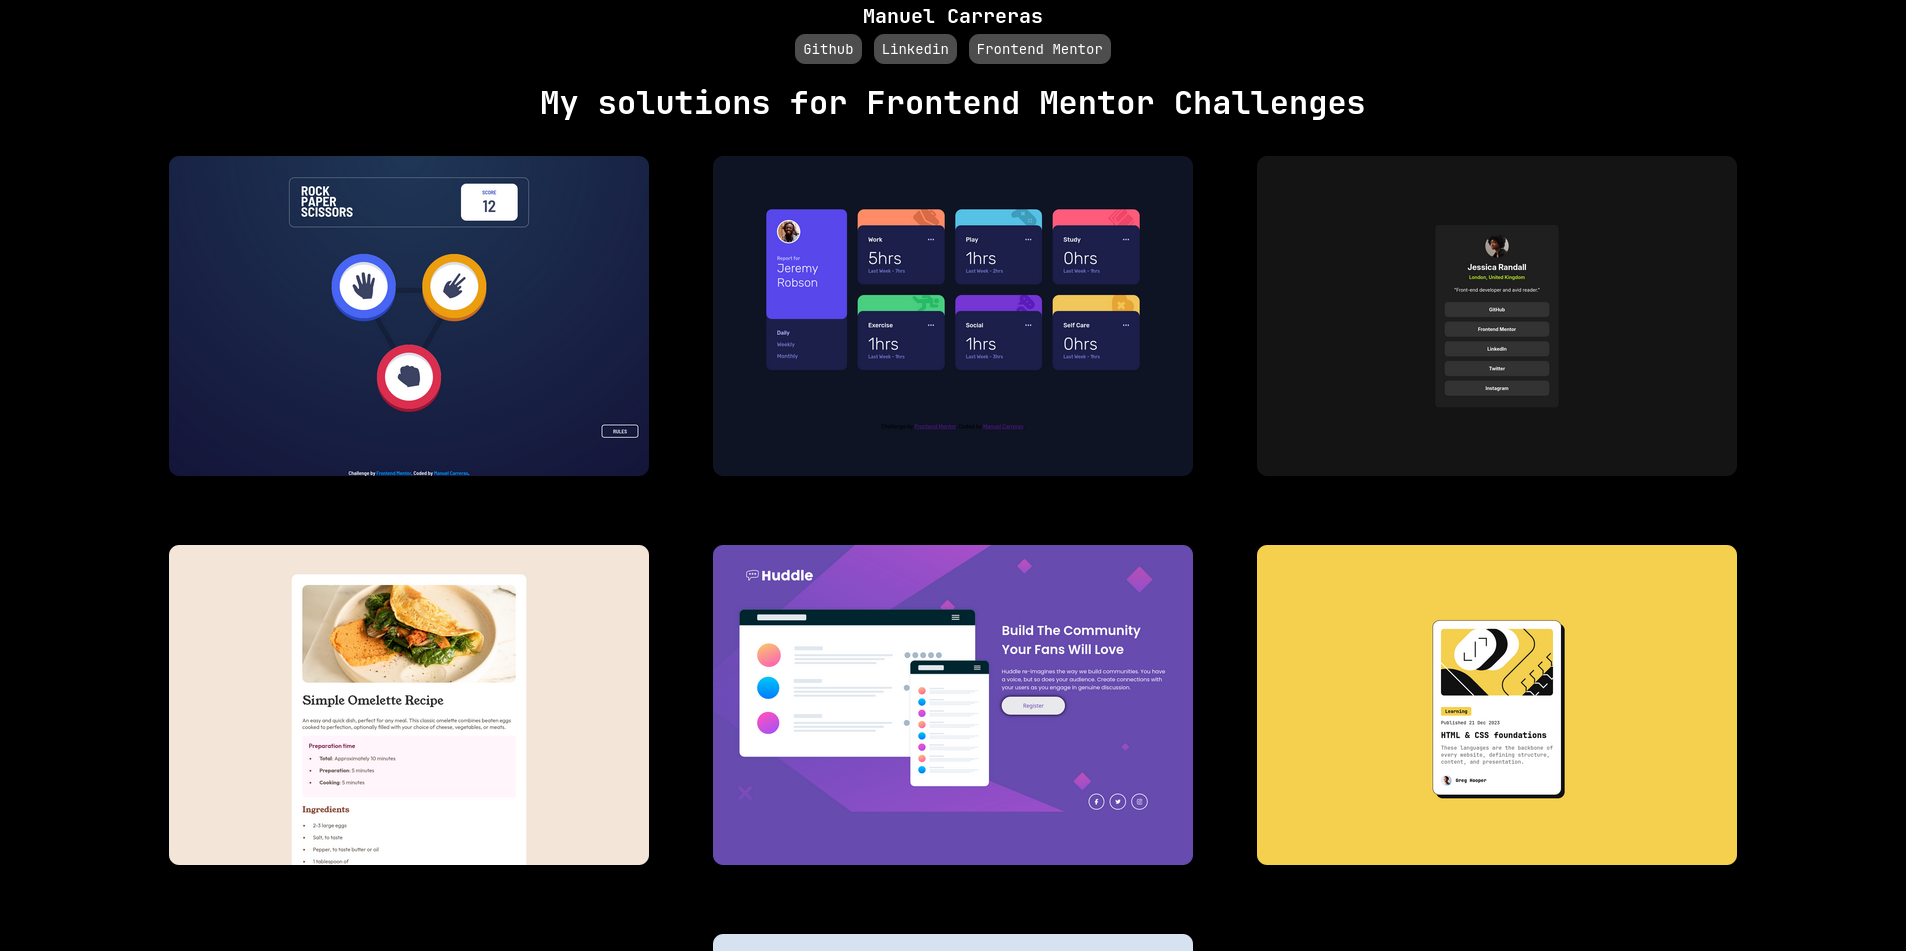 Manuel Carreras
Github
Linkedin
Frontend Mentor
My solutions for Frontend Mentor Challenges
ROCK
PAPER
SCISSORS
SCORE
12
RULES
Challenge by Frontend Mentor. Coded by Manuel Carreras.
Report for
Jeremy
Robson
Daily
Weekly
Monthly
Work
5hrs
Last Week - 7hrs
Play
1hrs
Last Week - 2hrs
Study
0hrs
Last Week - 1hrs
Exercise
1hrs
Last Week - 1hrs
Social
1hrs
Last Week - 3hrs
Self Care
0hrs
Last Week - 1hrs
Challenge by Frontend Mentor. Coded by Manuel Carreras.
Jessica Randall
London, United Kingdom
"Front-end developer and avid reader."
GitHub
Frontend Mentor
LinkedIn
Twitter
Instagram
Simple Omelette Recipe
An easy and quick dish, perfect for any meal. This classic omelette combines beaten eggs
cooked to perfection, optionally filled with your choice of cheese, vegetables, or meats.
Preparation time
Total: Approximately 10 minutes
Preparation: 5 minutes
Cooking: 5 minutes
Ingredients
2-3 large eggs
Salt, to taste
Pepper, to taste butter or oil
1 tablespoon of
Huddle
Build The Community
Your Fans Will Love
Huddle re-imagines the way we build communities. You have
a voice, but so does your audience. Create connections with
your users as you engage in genuine discussion.
Register
Learning
Published 21 Dec 2023
HTML & CSS foundations
These languages are the backbone of
every website, defining structure,
content, and presentation.
Greg Hooper